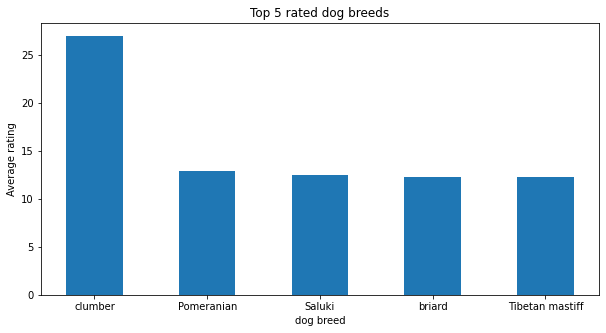 Top 5 rated dog breeds
Average rating
25
20
15
10
5
0
clumber Pomeranian Saluki briard Tibetan mastiff
dog breed